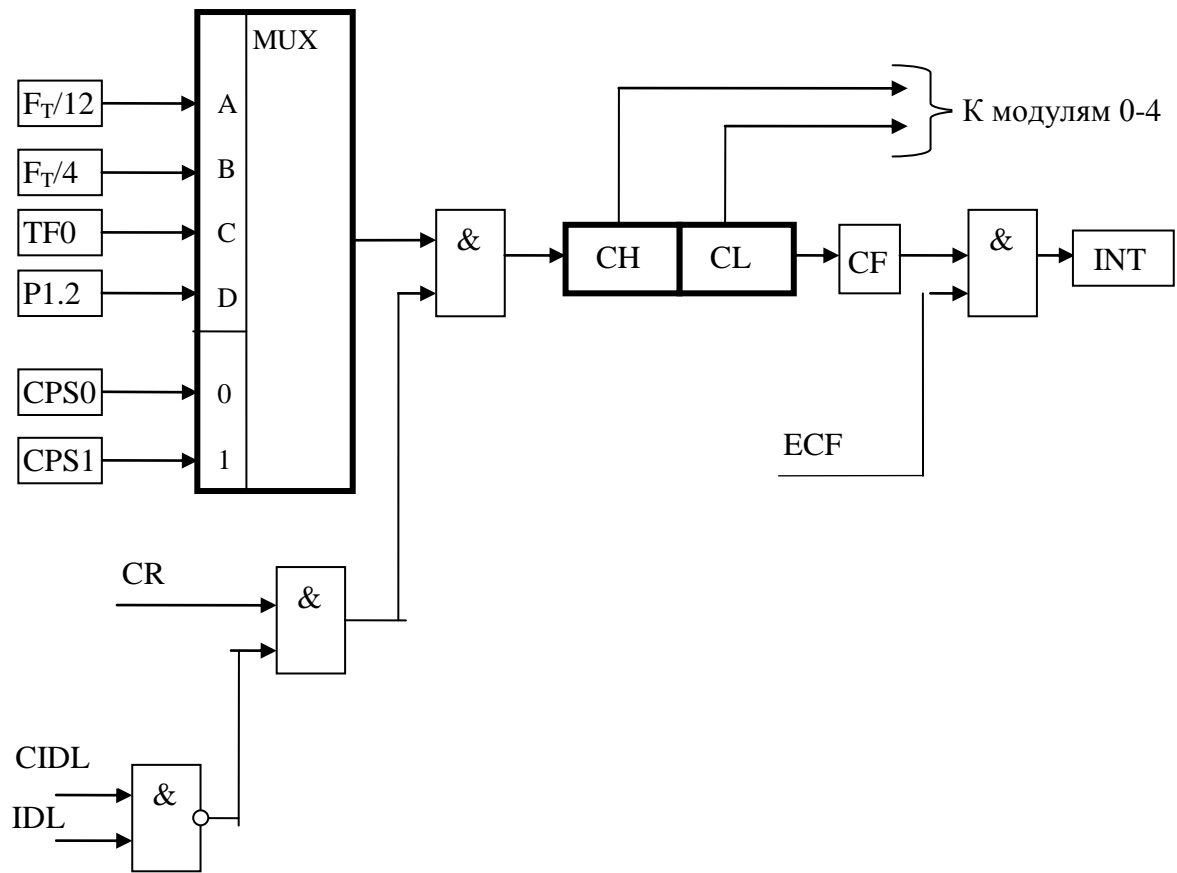 MUX
F_T/12
A
К модулям 0-4
F_T/4
B
TF0
C
&
CH
CL
CF
&
INT
P1.2
D
CPS0
0
CPS1
1
ECF
CR
&
CIDL
&
IDL